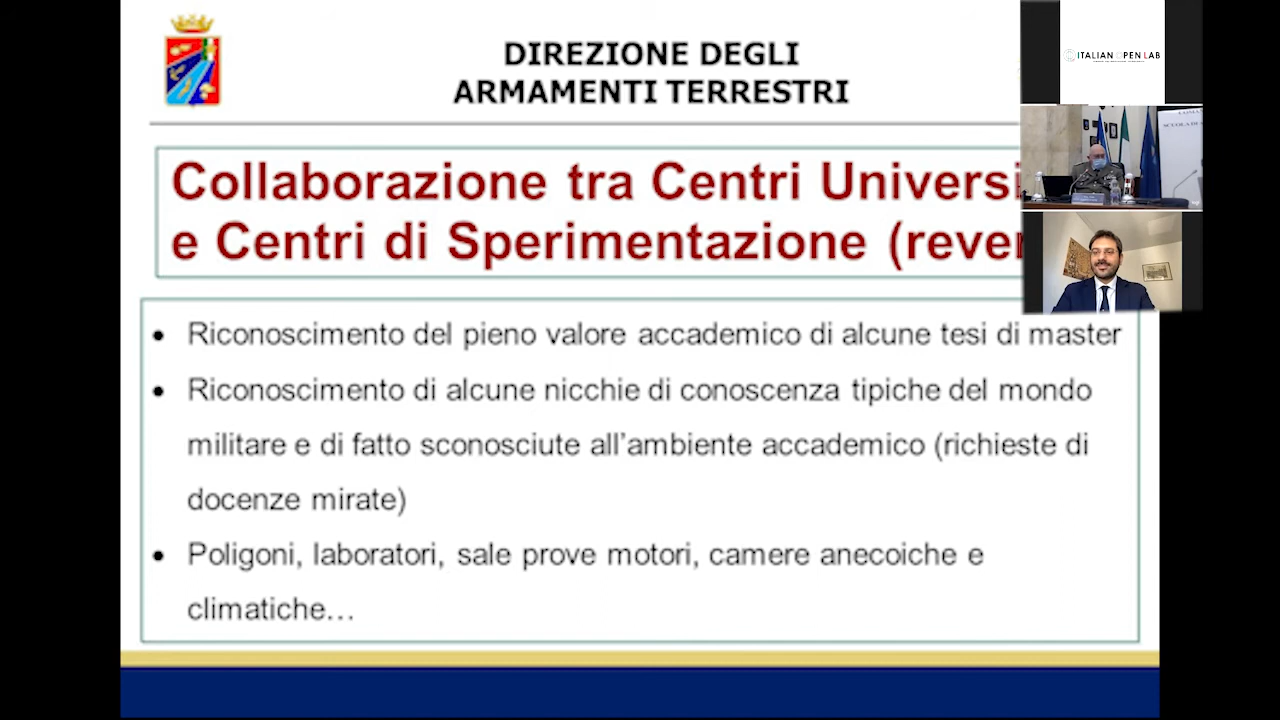 DIREZIONE DEGLI
ARMAMENTI TERRESTRI
ITALIAN OPEN LAB
Collaborazione tra Centri Universi
e Centri di Sperimentazione (rever
• Riconoscimento del pieno valore accademico di alcune tesi di master
• Riconoscimento di alcune nicchie di conoscenza tipiche del mondo
militare e di fatto sconosciute all'ambiente accademico (richieste di
docenze mirate)
• Poligoni, laboratori, sale prove motori, camere anecoiche e
climatiche…